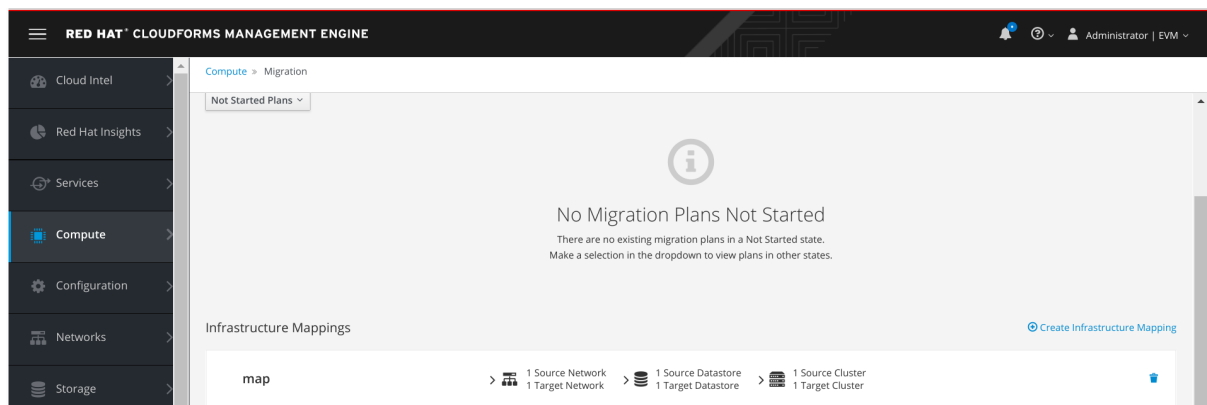 RED HAT® CLOUDFORMS MANAGEMENT ENGINE
Administrator | EVM
Cloud Intel
Red Hat Insights
Services
Compute
Configuration
Networks
Storage
Compute » Migration
Not Started Plans
No Migration Plans Not Started
There are no existing migration plans in a Not Started state.
Make a selection in the dropdown to view plans in other states.
Infrastructure Mappings
Create Infrastructure Mapping
map
1 Source Network
1 Target Network
1 Source Datastore
1 Target Datastore
1 Source Cluster
1 Target Cluster